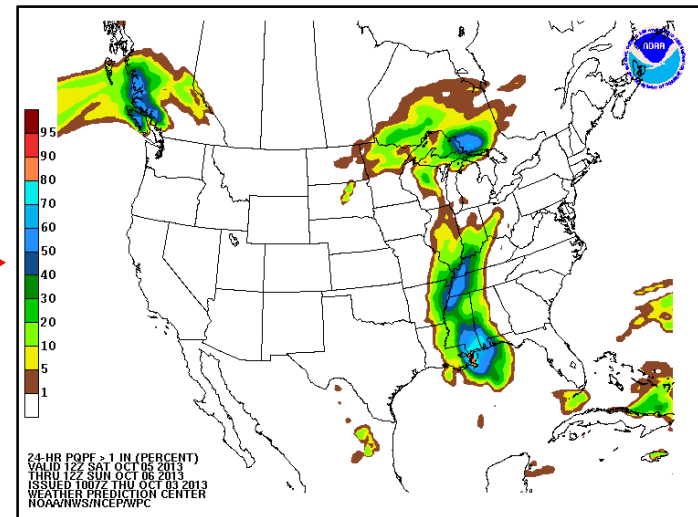 NOAA
95
90
80
70
60
50
40
30
20
10
5
1
24-HR PQPF > 1 IN (PERCENT)
VALID 12Z SAT OCT 05 2013
THRU 12Z SUN OCT 06 2013
ISSUED 1007Z THU OCT 03 2013
WEATHER PREDICTION CENTER
NOAA/NWS/NCEP/WPC